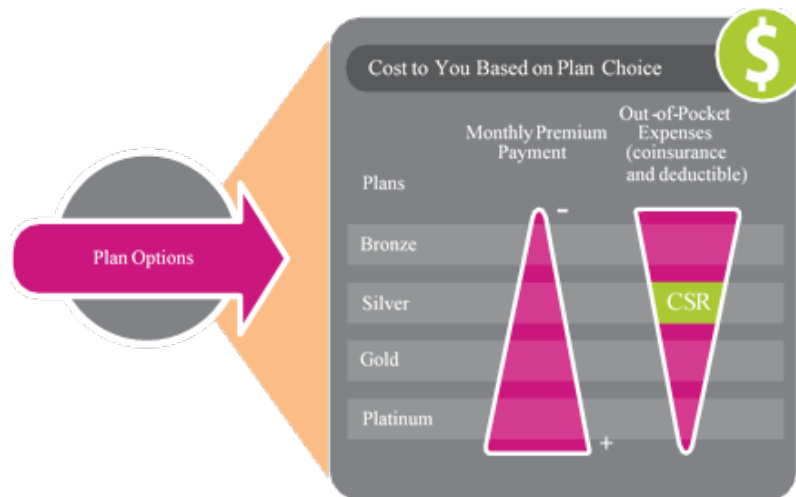 $
Cost to You Based on Plan Choice
Monthly Premium
Payment
Out-of-Pocket
Expenses
(coinsurance
and deductible)
Plans
-
Bronze
Plan Options
Silver
CSR
Gold
Platinum
+